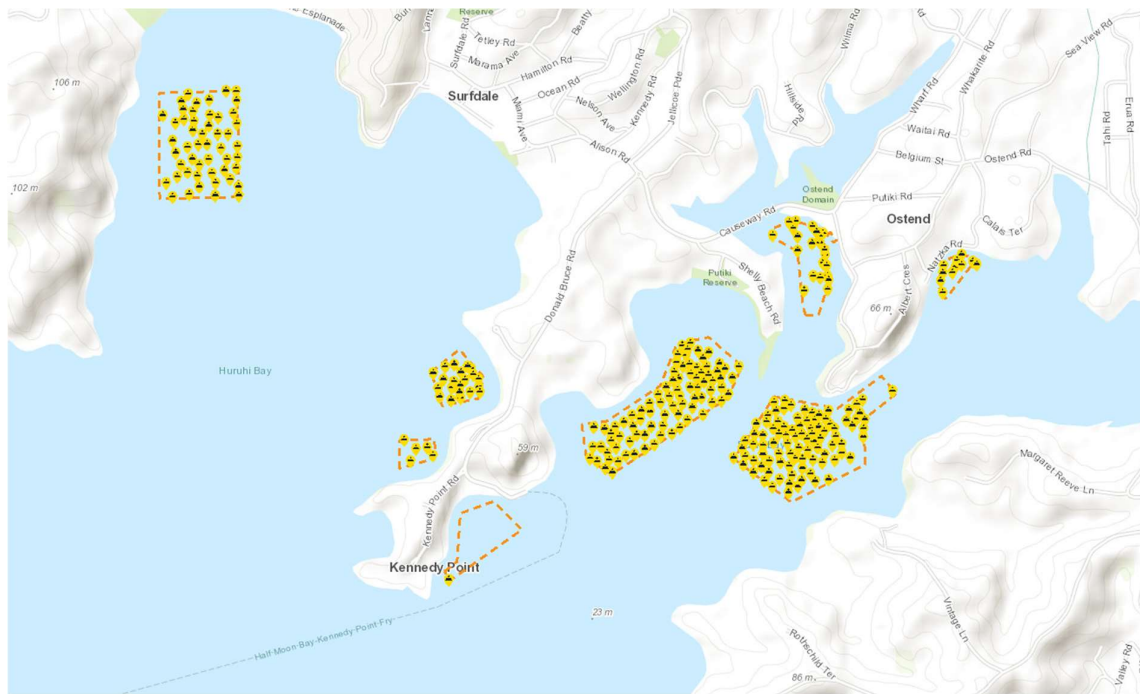 Esplanade
Reserve
Surfdale Rd
Beatty
Tetley Rd
Marama Ave
Hamilton Rd
Ocean Rd
Wellington Rd
Kennedy Rd
Jellicoe Pde
Nelson Ave
Miami Ave
Alison Rd
Surfdale
106 m
102 m
Wilma Rd
Hillside Rd
Wharf Rd
Whakarite Rd
Sea View Rd
Erua Rd
Tahi Rd
Waitai Rd
Belgium St
Ostend Rd
Ostend
Domain
Putiki Rd
Ostend
Causeway Rd
Calais Ter
Natzka Rd
Albert Cres
66 m
Shelly Beach Rd
Putiki
Reserve
Donald Bruce Rd
Huruhi Bay
59 m
Kennedy Point Rd
Kennedy Point
Margaret Reeve Ln
23 m
Half-Moon-Bay-Kennedy-Point-Fry
Vintage Ln
Rothschild Ter
86 m
Valley Rd